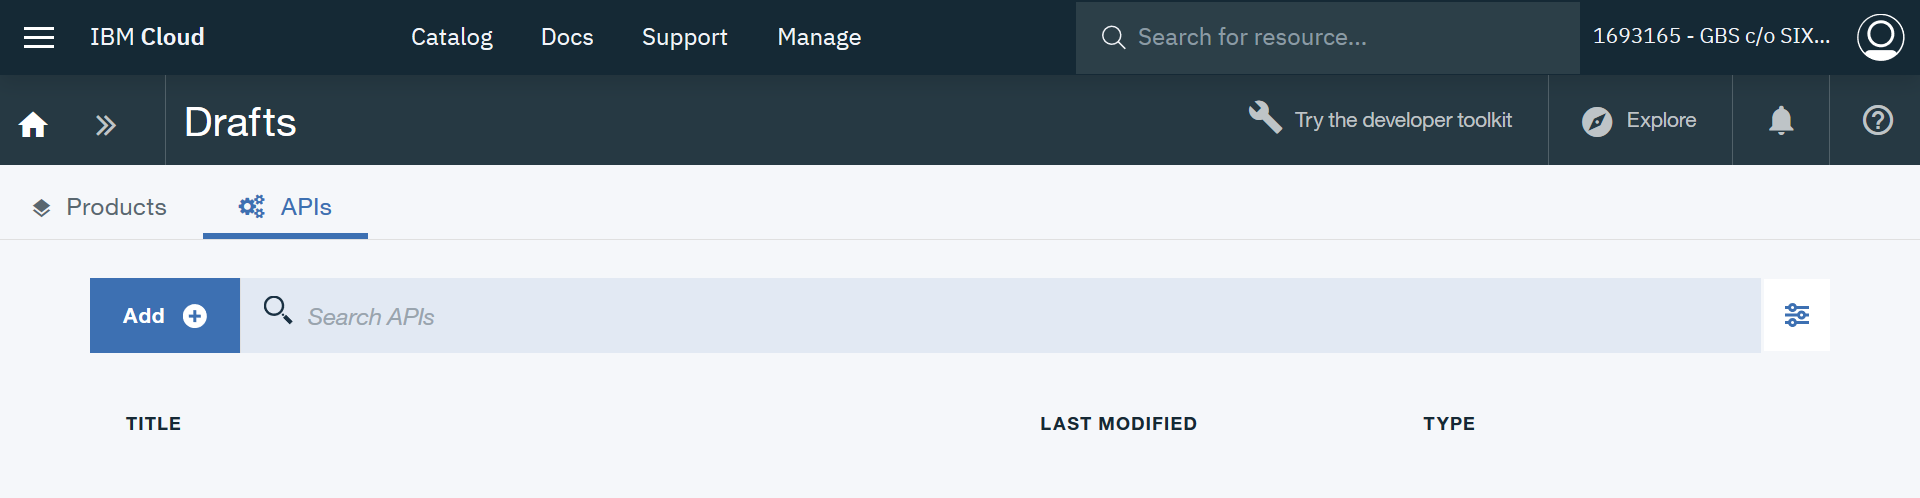 IBM Cloud Catalog Docs Support Manage Search for resource... 1693165 - GBS c/o SIX...
Drafts Try the developer toolkit Explore
Products APIs
Add Search APIs
TITLE LAST MODIFIED TYPE